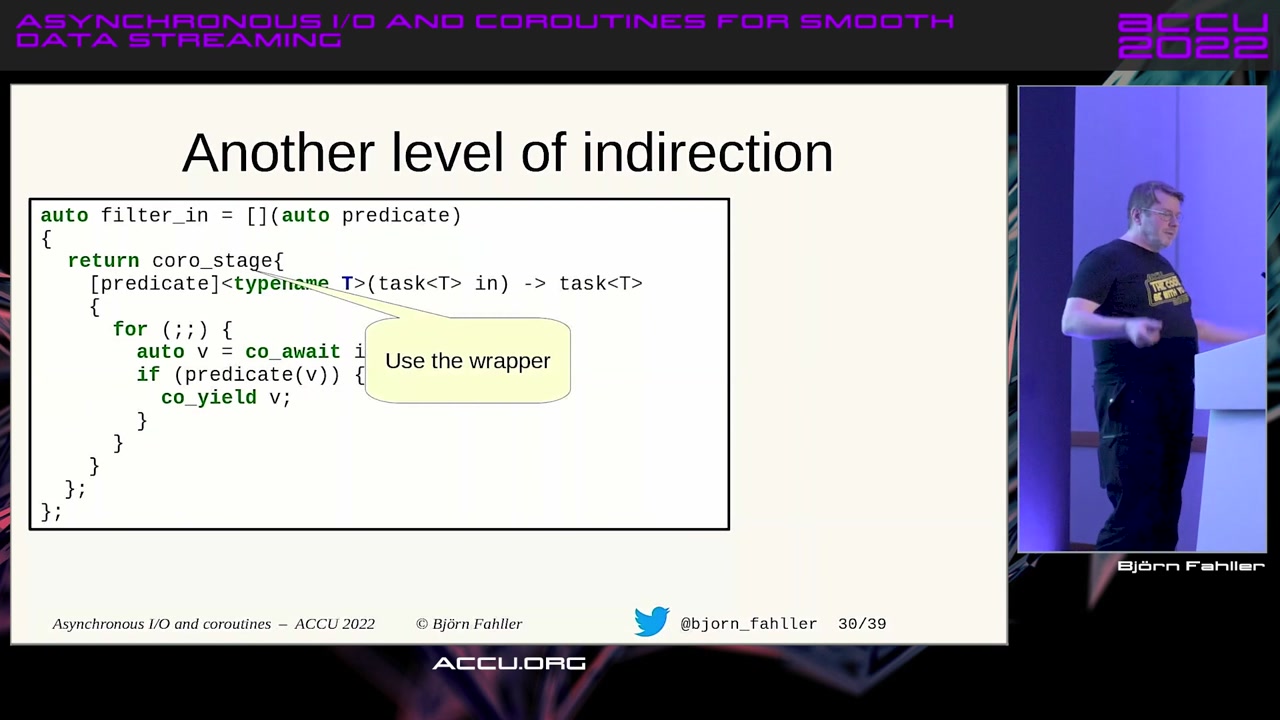 ASYNCHRONOUS I/O AND COROUTINES FOR SMOOTH
DATA STREAMING
ACCU
2022
Another level of indirection
auto filter_in = [](auto predicate)
{
return coro_stage{
[predicate]<typename T>(task<T> in) -> task<T>
{
for (;;) {
auto v = co_await i
if (predicate(v)) {
co_yield v;
}
}
}
};
};
Use the wrapper
Asynchronous I/O and coroutines – ACCU 2022 © Björn Fahller @bjorn_fahller 30/39
Björn Fahller
ACCU.ORG